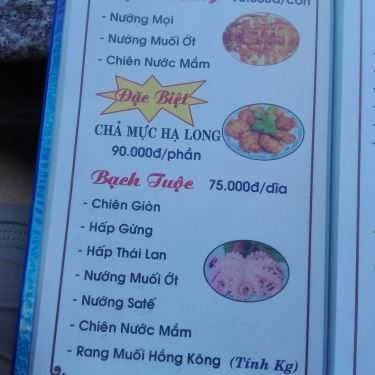 - Nướng Mọi
- Nướng Muối Ớt
- Chiên Nước Mắm
Đặc Biệt
CHẢ MỰC HẠ LONG
90.000đ/phần
Bạch Tuộc 75.000đ/dĩa
- Chiên Giòn
- Hấp Gừng
- Hấp Thái Lan
- Nướng Muối Ớt
- Nướng Satế
- Chiên Nước Mắm
- Rang Muối Hồng Kông (Tính Kg)